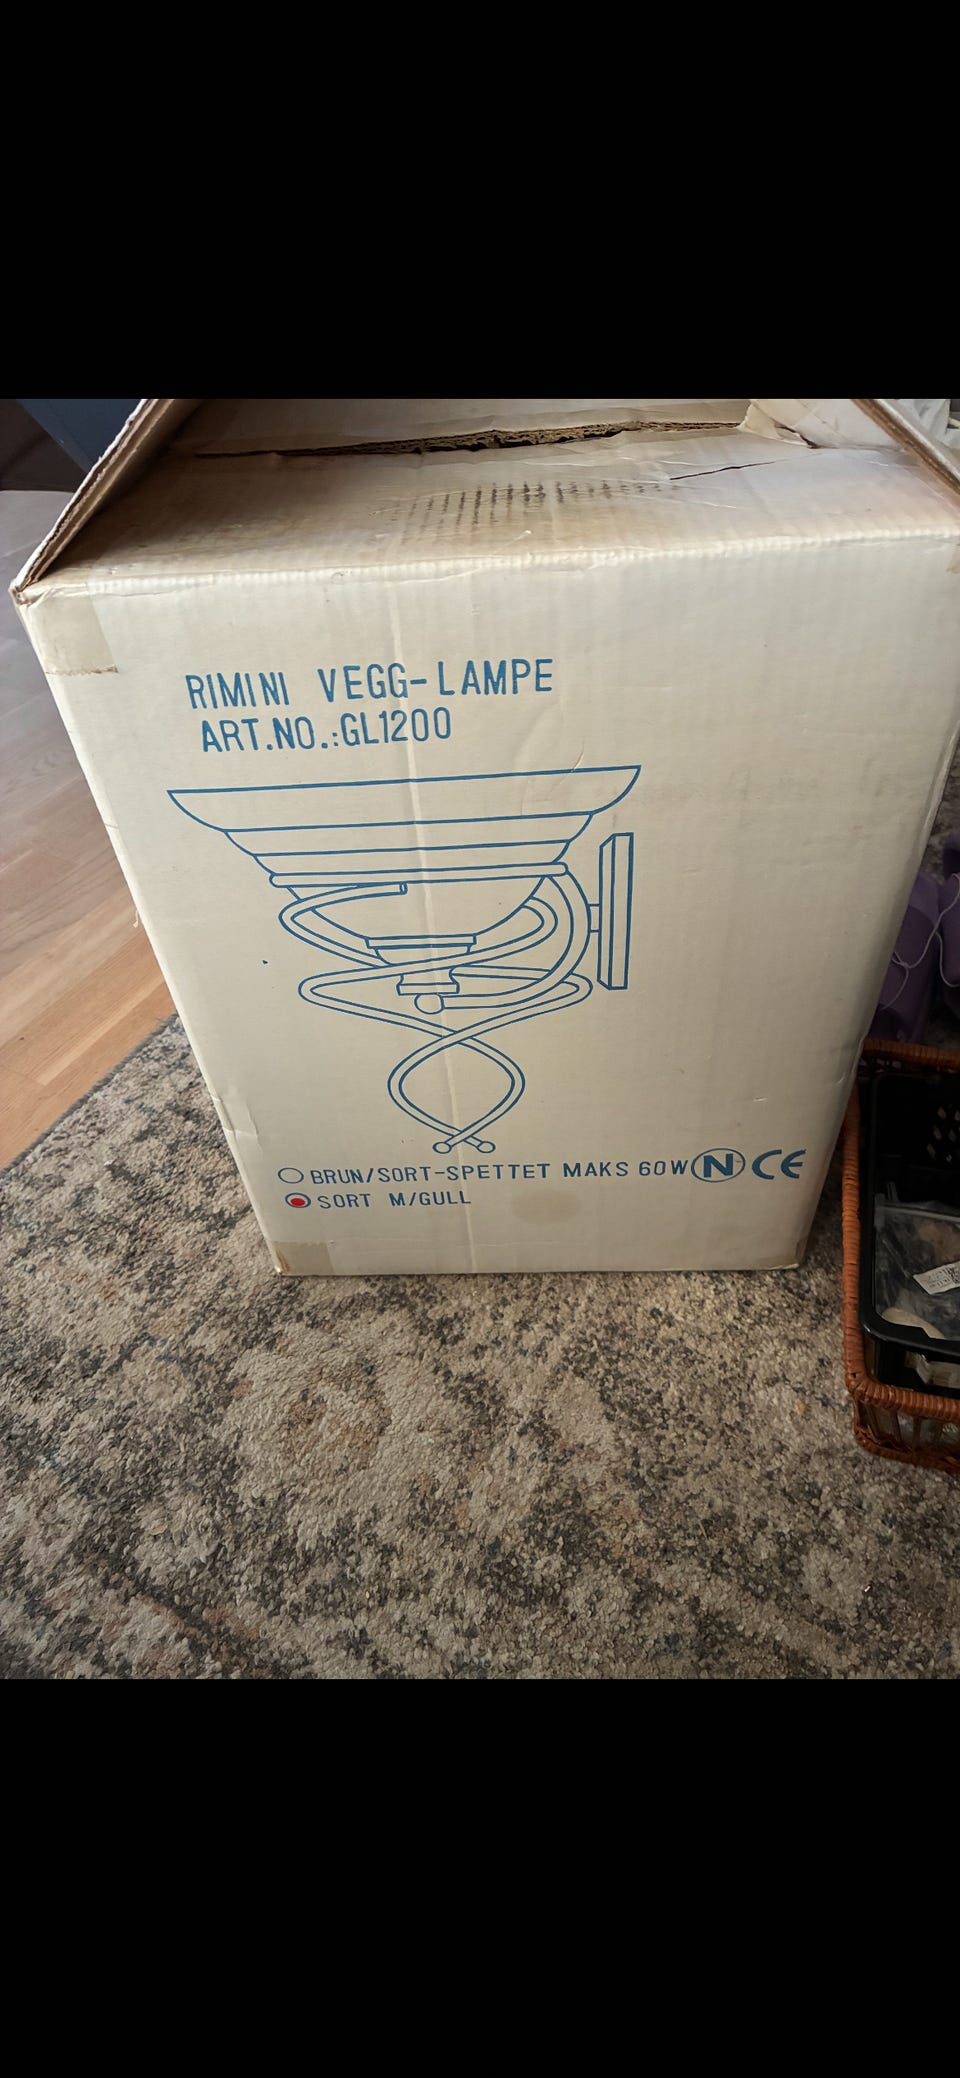 RIMINI VEGG-LAMPE
ART.NO.:GL1200
BRUN/SORT-SPETTET MAKS 60W N CE
SORT M/GULL